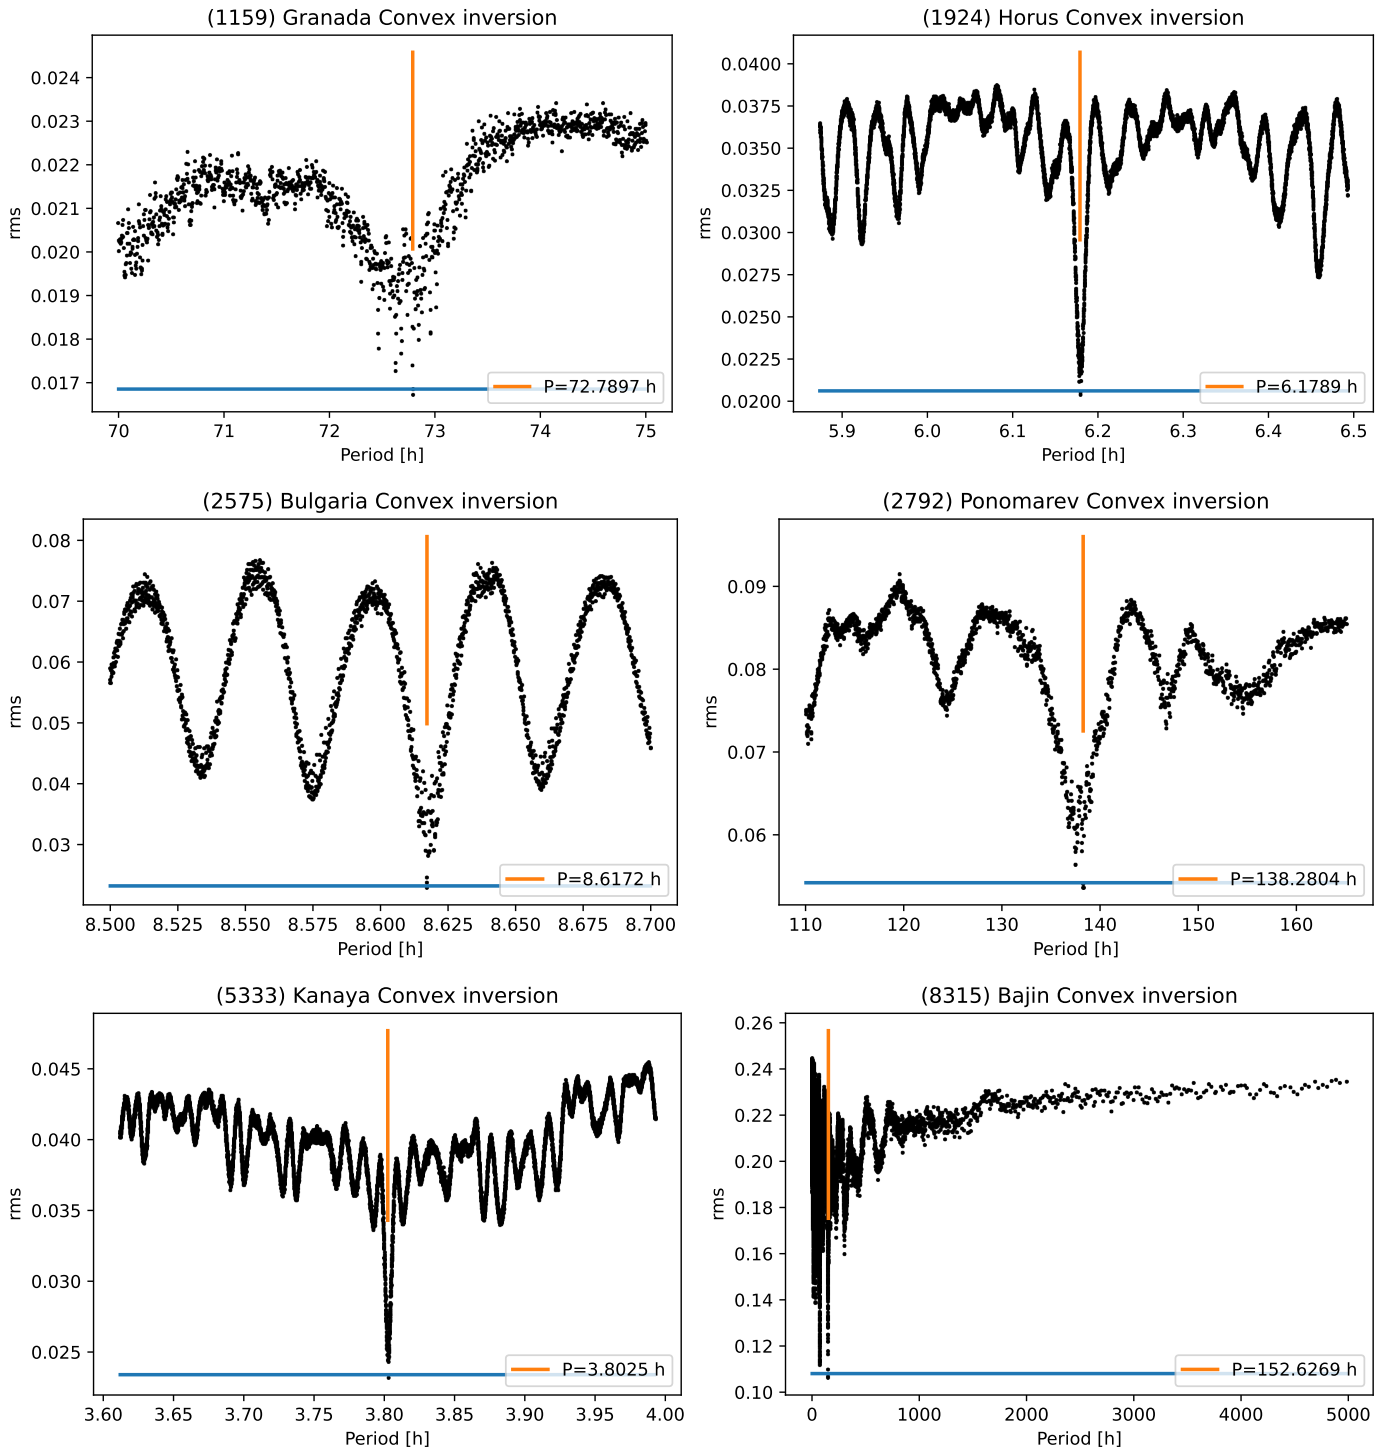 (1159) Granada Convex inversion
rms
0.024
0.023
0.022
0.021
0.020
0.019
0.018
0.017
P=72.7897 h
70 71 72 73 74 75
Period [h]
(1924) Horus Convex inversion
rms
0.0400
0.0375
0.0350
0.0325
0.0300
0.0275
0.0250
0.0225
0.0200
P=6.1789 h
5.9 6.0 6.1 6.2 6.3 6.4 6.5
Period [h]
(2575) Bulgaria Convex inversion
rms
0.08
0.07
0.06
0.05
0.04
0.03
P=8.6172 h
8.500 8.525 8.550 8.575 8.600 8.625 8.650 8.675 8.700
Period [h]
(2792) Ponomarev Convex inversion
rms
0.09
0.08
0.07
0.06
P=138.2804 h
110 120 130 140 150 160
Period [h]
(5333) Kanaya Convex inversion
rms
0.045
0.040
0.035
0.030
0.025
P=3.8025 h
3.60 3.65 3.70 3.75 3.80 3.85 3.90 3.95 4.00
Period [h]
(8315) Bajin Convex inversion
rms
0.26
0.24
0.22
0.20
0.18
0.16
0.14
0.12
0.10
P=152.6269 h
0 1000 2000 3000 4000 5000
Period [h]